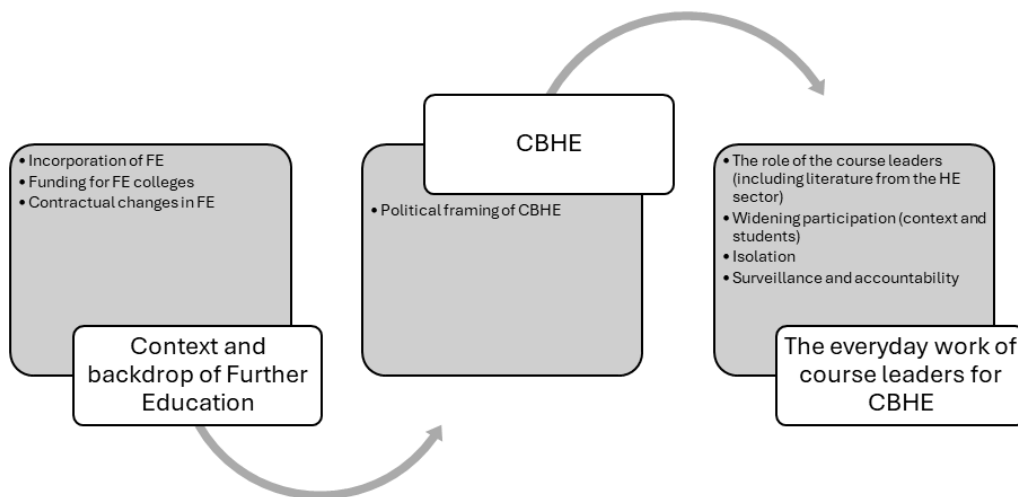 • Incorporation of FE
• Funding for FE colleges
• Contractual changes in FE
Context and
backdrop of Further
Education
CBHE
• Political framing of CBHE
• The role of the course leaders
(including literature from the HE
sector)
• Widening participation (context and
students)
• Isolation
• Surveillance and accountability
The everyday work of
course leaders for
CBHE